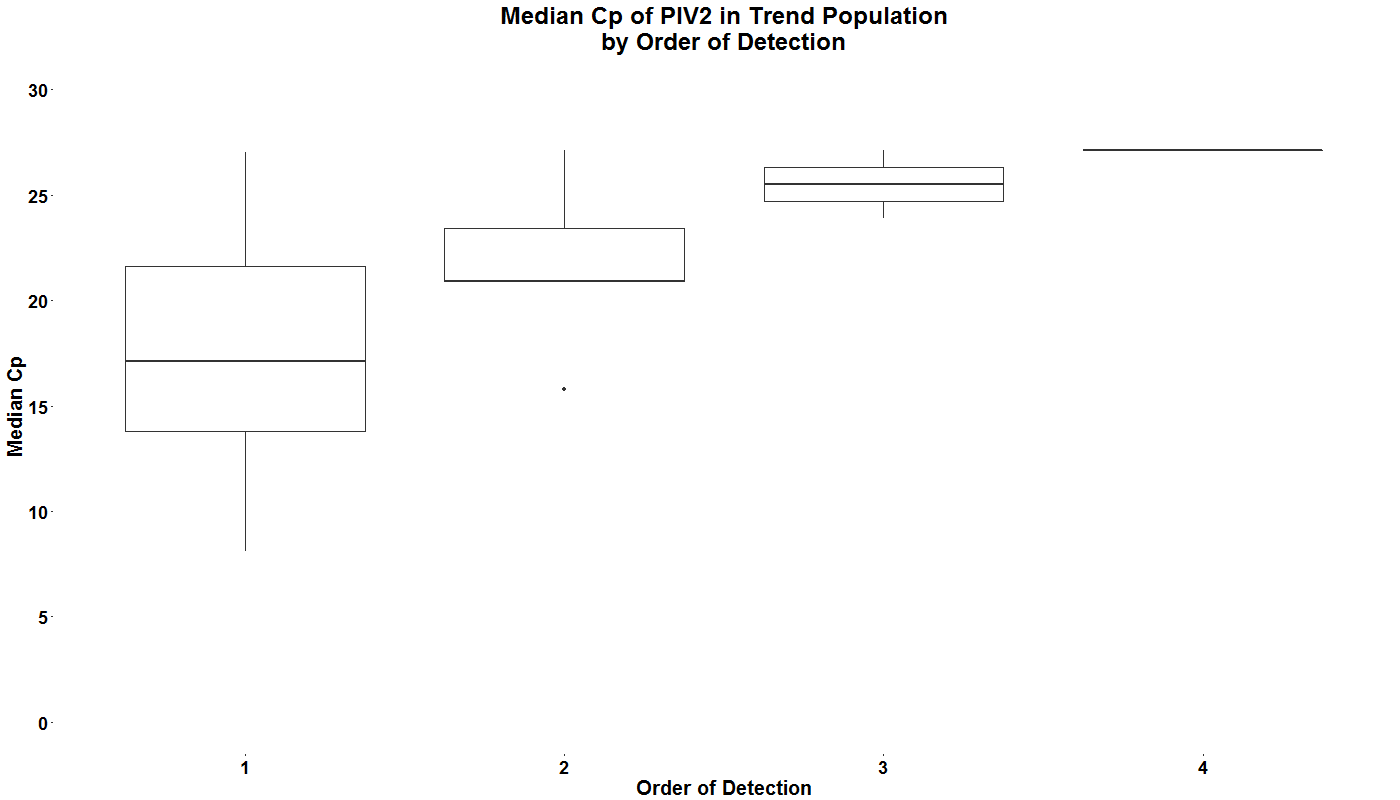 Median Cp of PIV2 in Trend Population
by Order of Detection
30
25
20
15
10
5
0
Median Cp
1 2 3 4
Order of Detection